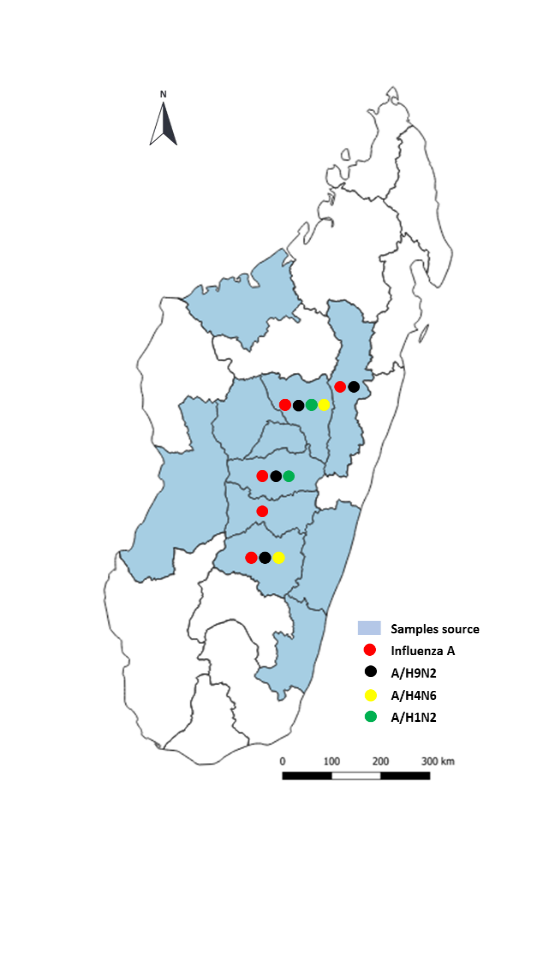 N
Samples source
Influenza A
A/H9N2
A/H4N6
A/H1N2
0 100 200 300 km